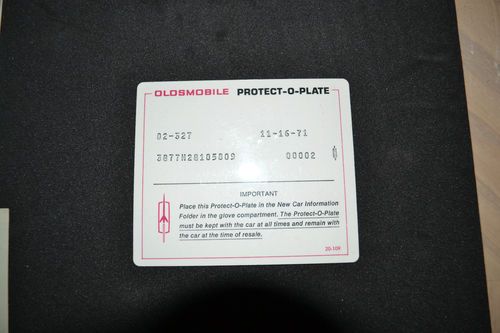 OLDSMOBILE PROTECT-O-PLATE
02-327 11-16-71
3877M2B105009 00002
IMPORTANT
Place this Protect-O-Plate in the New Car Information
Folder in the glove compartment. The Protect-O-Plate
must be kept with the car at all times and remain with
the car at time of resale.
20-109